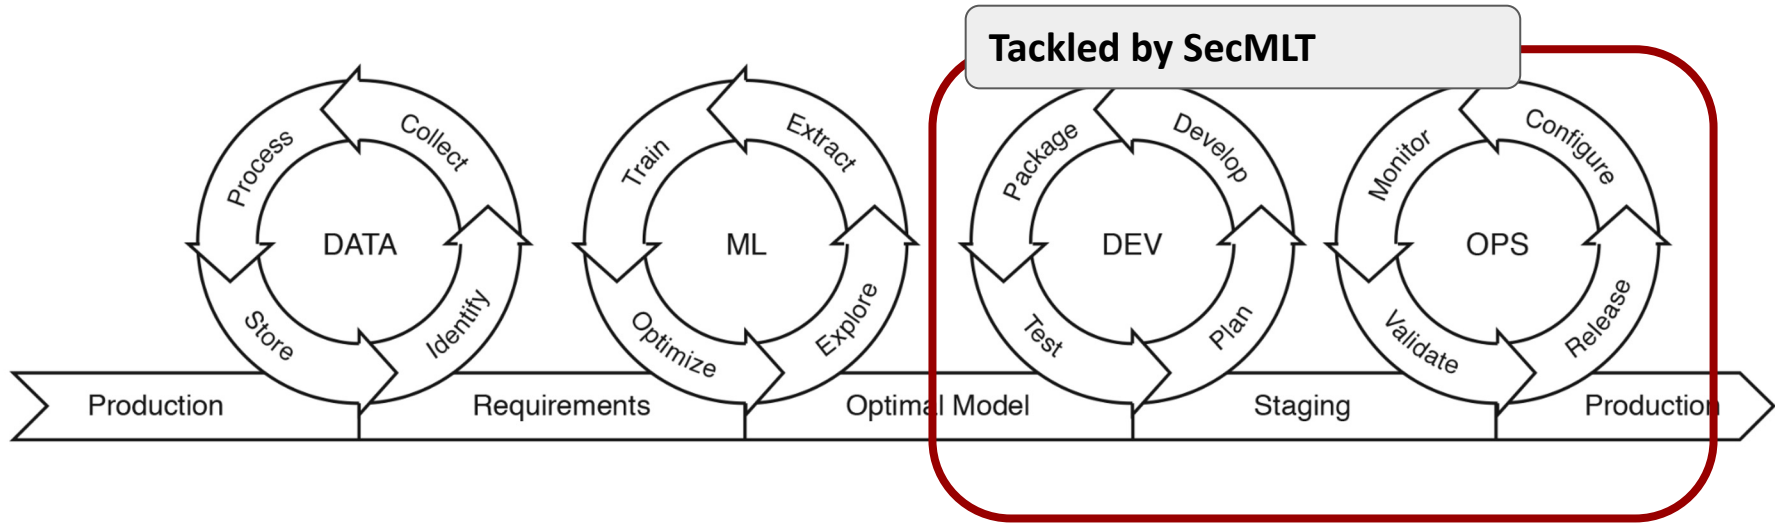 Tackled by SecMLT
Process
Collect
DATA
Store
Identify
Train
Extract
ML
Optimize
Explore
Package
Develop
DEV
Test
Plan
Monitor
Configure
OPS
Validate
Release
Production
Requirements
Optimal Model
Staging
Production